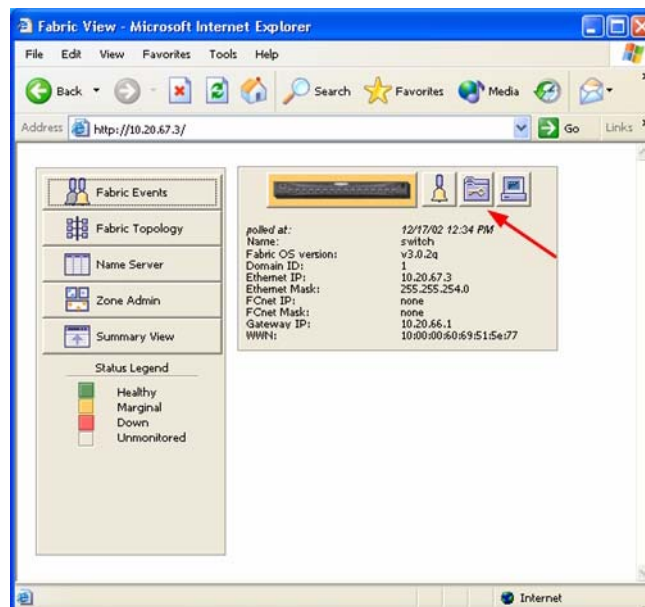 Fabric View - Microsoft Internet Explorer
File Edit View Favorites Tools Help
Back Search Favorites Media
Address http://10.20.67.3/ Go Links
Fabric Events
Fabric Topology
Name Server
Zone Admin
Summary View
Status Legend
Healthy
Marginal
Down
Unmonitored
polled at: 12/17/02 12:34 PM
Name: switch
Fabric OS version: v3.0.2q
Domain ID: 1
Ethernet IP: 10.20.67.3
Ethernet Mask: 255.255.254.0
FCnet IP: none
FCnet Mask: none
Gateway IP: 10.20.66.1
WWN: 10:00:00:60:69:51:5e:77
Internet